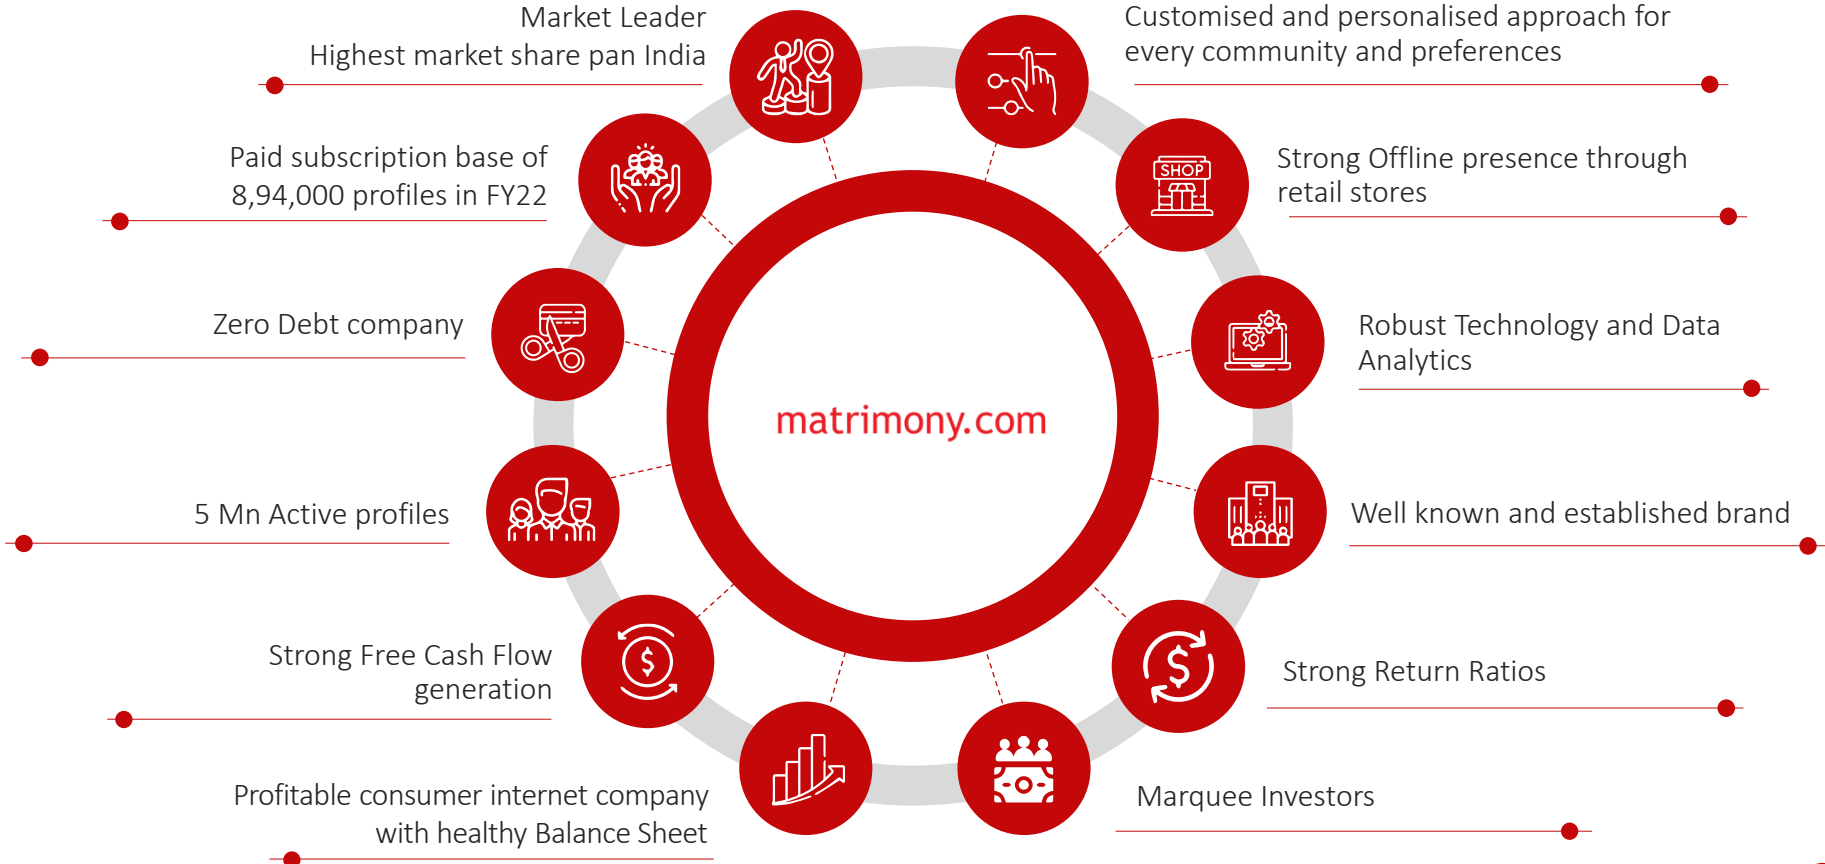 Market Leader
Highest market share pan India
Paid subscription base of
8,94,000 profiles in FY22
Zero Debt company
5 Mn Active profiles
Strong Free Cash Flow
generation
Profitable consumer internet company
with healthy Balance Sheet
matrimony.com
Customised and personalised approach for
every community and preferences
SHOP
Strong Offline presence through
retail stores
Robust Technology and Data
Analytics
Well known and established brand
$
Strong Return Ratios
$
Marquee Investors